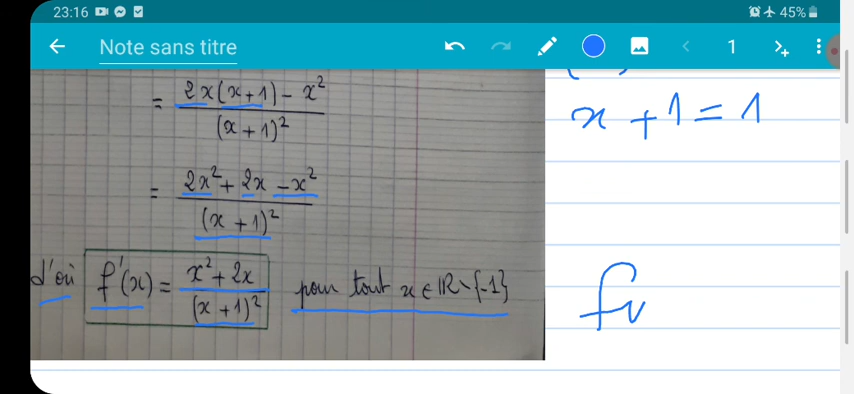 23:16 45%
Note sans titre 1
= 2x(x+1) - x² / (x+1)²
x + 1 = 1
= 2x² + 2x - x² / (x+1)²
d'où f'(x) = x² + 2x / (x+1)² pour tout x ∈ ℝ \ {-1}